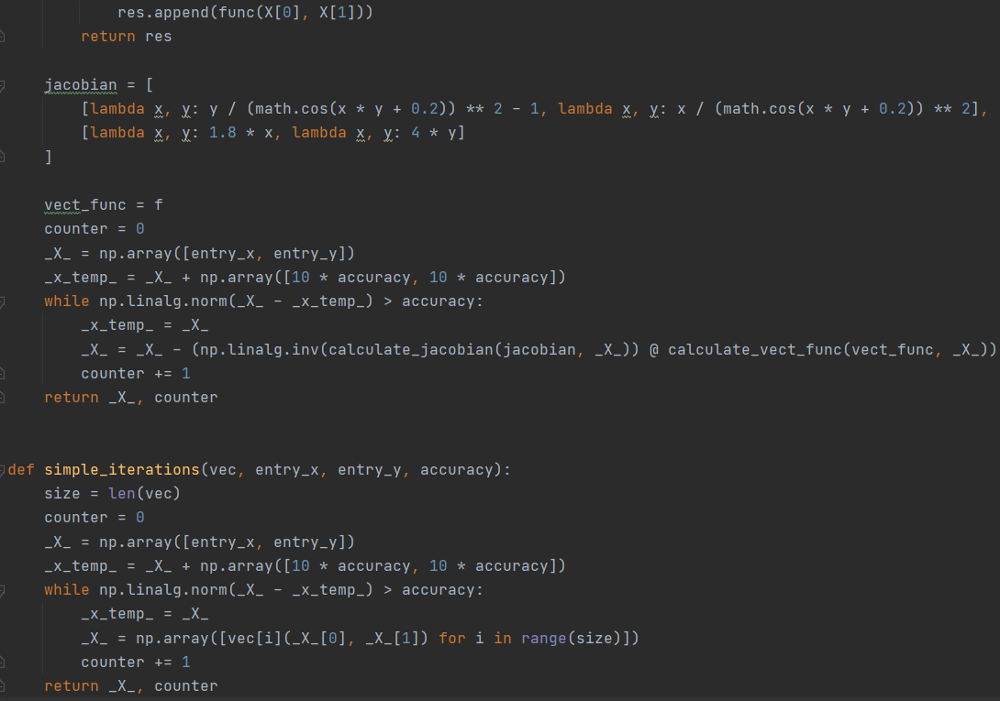 res.append(func(X[0], X[1]))
return res
jacobian = [
[lambda x, y: y / (math.cos(x * y + 0.2)) ** 2 - 1, lambda x, y: x / (math.cos(x * y + 0.2)) ** 2],
[lambda x, y: 1.8 * x, lambda x, y: 4 * y]
]
vect_func = f
counter = 0
_X_ = np.array([entry_x, entry_y])
_x_temp_ = _X_ + np.array([10 * accuracy, 10 * accuracy])
while np.linalg.norm(_X_ - _x_temp_) > accuracy:
_x_temp_ = _X_
_X_ = _X_ - (np.linalg.inv(calculate_jacobian(jacobian, _X_)) @ calculate_vect_func(vect_func, _X_))
counter += 1
return _X_, counter
def simple_iterations(vec, entry_x, entry_y, accuracy):
size = len(vec)
counter = 0
_X_ = np.array([entry_x, entry_y])
_x_temp_ = _X_ + np.array([10 * accuracy, 10 * accuracy])
while np.linalg.norm(_X_ - _x_temp_) > accuracy:
_x_temp_ = _X_
_X_ = np.array([vec[i](_X_[0], _X_[1]) for i in range(size)])
counter += 1
return _X_, counter